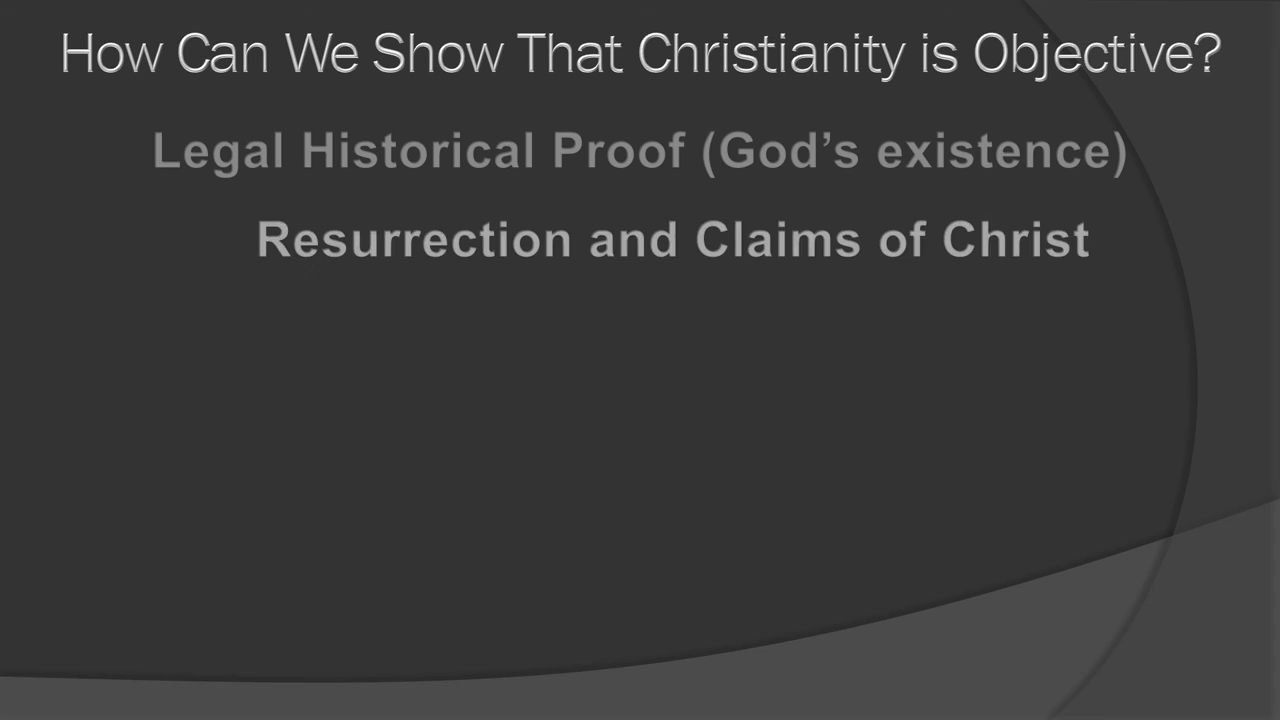 How Can We Show That Christianity is Objective?
Legal Historical Proof (God’s existence)
Resurrection and Claims of Christ